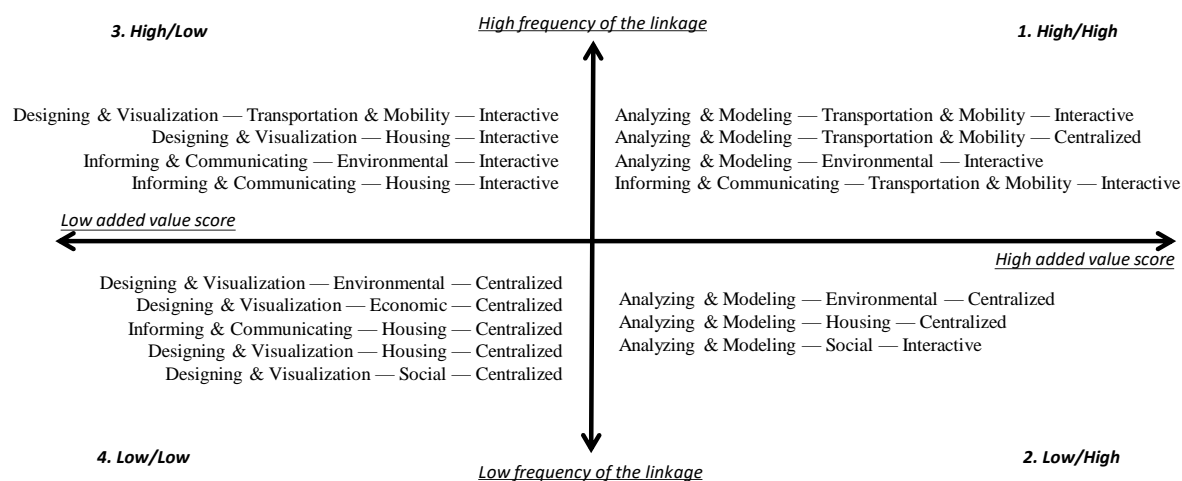 3. High/Low
High frequency of the linkage
1. High/High
Designing & Visualization — Transportation & Mobility — Interactive
Designing & Visualization — Housing — Interactive
Informing & Communicating — Environmental — Interactive
Informing & Communicating — Housing — Interactive
Analyzing & Modeling — Transportation & Mobility — Interactive
Analyzing & Modeling — Transportation & Mobility — Centralized
Analyzing & Modeling — Environmental — Interactive
Informing & Communicating — Transportation & Mobility — Interactive
Low added value score
High added value score
Designing & Visualization — Environmental — Centralized
Designing & Visualization — Economic — Centralized
Informing & Communicating — Housing — Centralized
Designing & Visualization — Housing — Centralized
Designing & Visualization — Social — Centralized
Analyzing & Modeling — Environmental — Centralized
Analyzing & Modeling — Housing — Centralized
Analyzing & Modeling — Social — Interactive
4. Low/Low
Low frequency of the linkage
2. Low/High